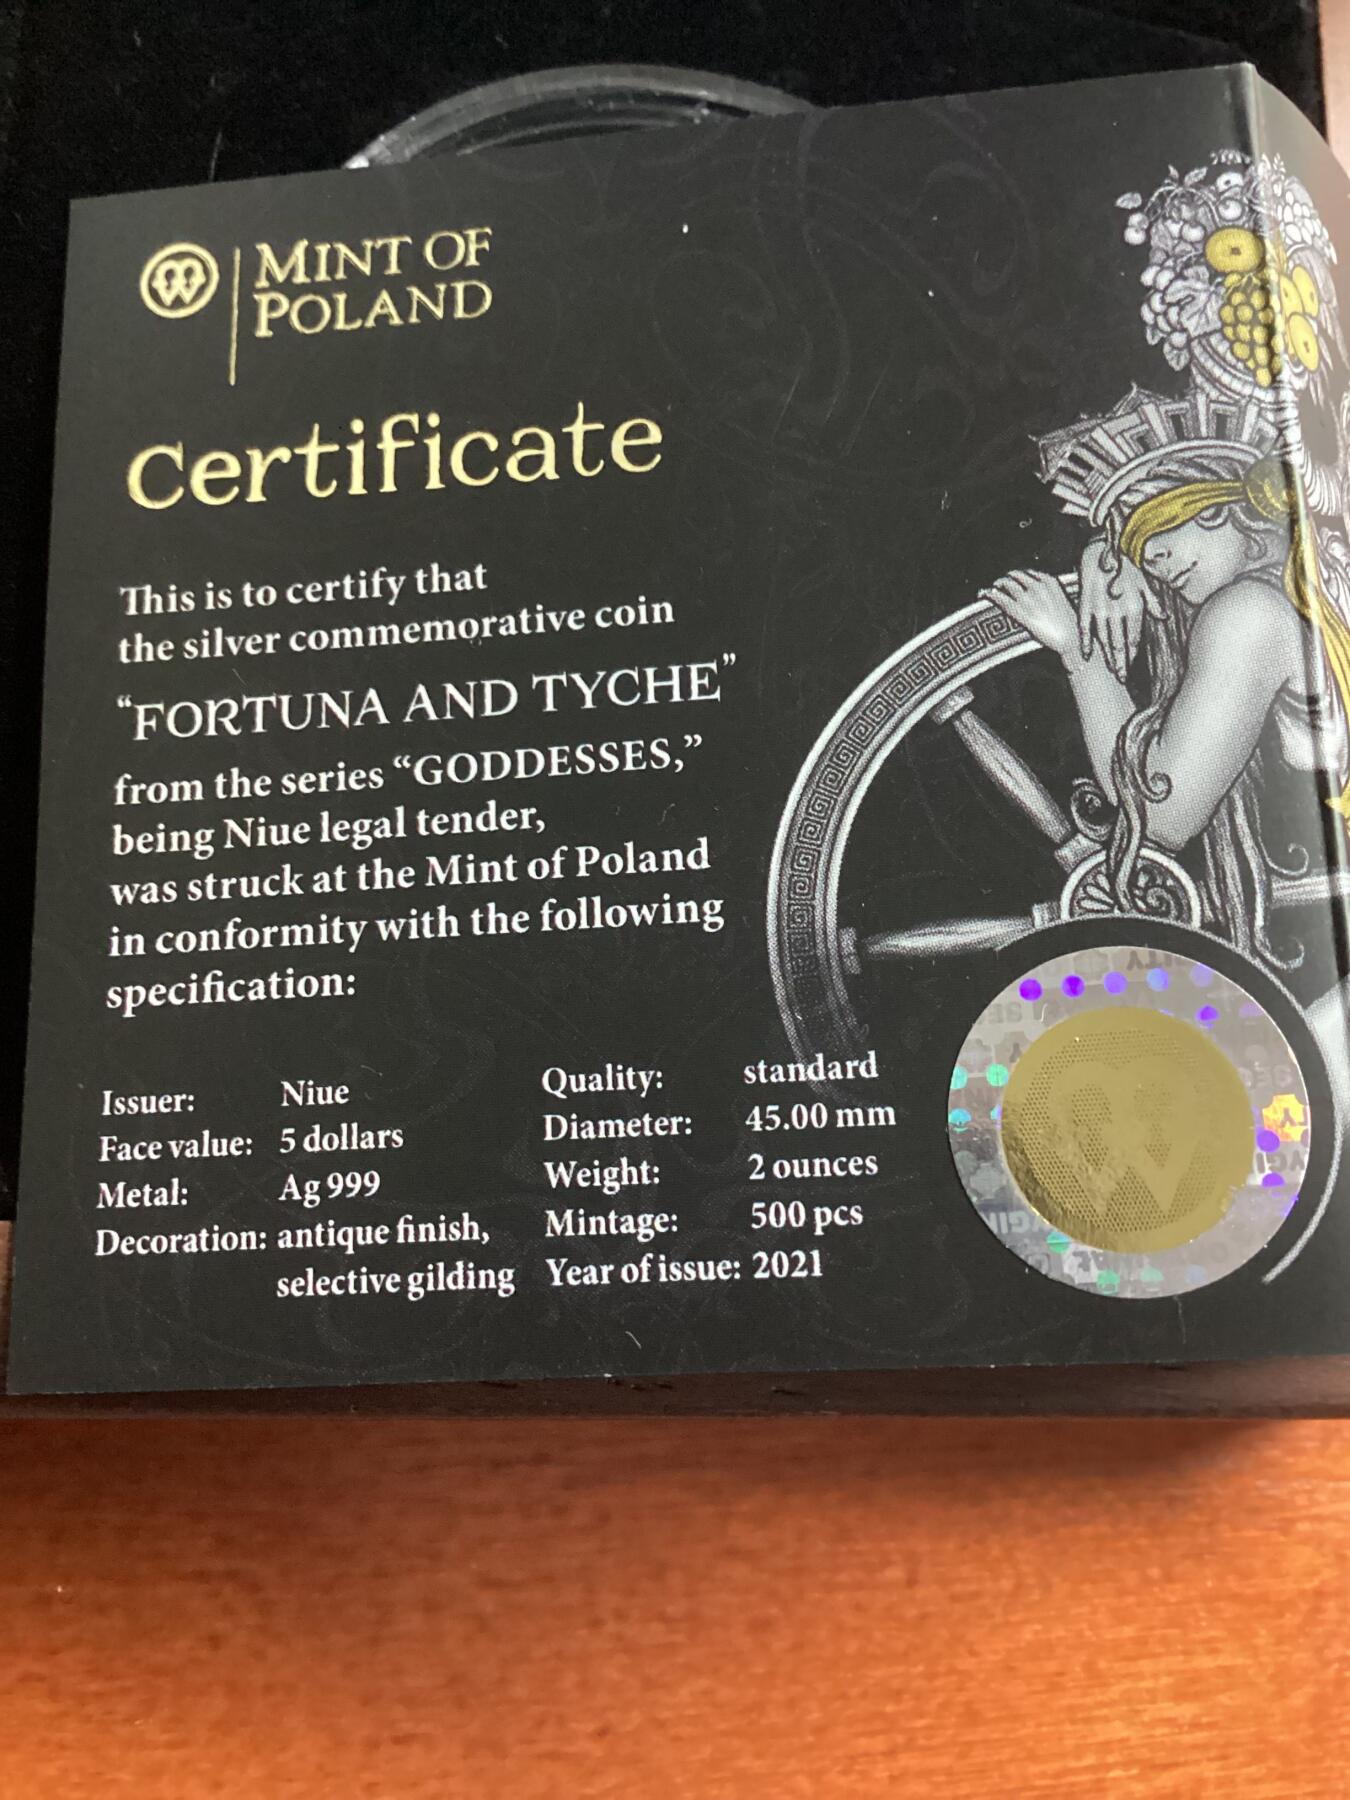 MINT OF
POLAND
certificate
This is to certify that
the silver commemorative coin
“FORTUNA AND TYCHE”
from the series “GODDESSES,”
being Niue legal tender,
was struck at the Mint of Poland
in conformity with the following
specification:
Issuer: Niue
Face value: 5 dollars
Metal: Ag 999
Decoration: antique finish,
selective gilding
Quality: standard
Diameter: 45.00 mm
Weight: 2 ounces
Mintage: 500 pcs
Year of issue: 2021